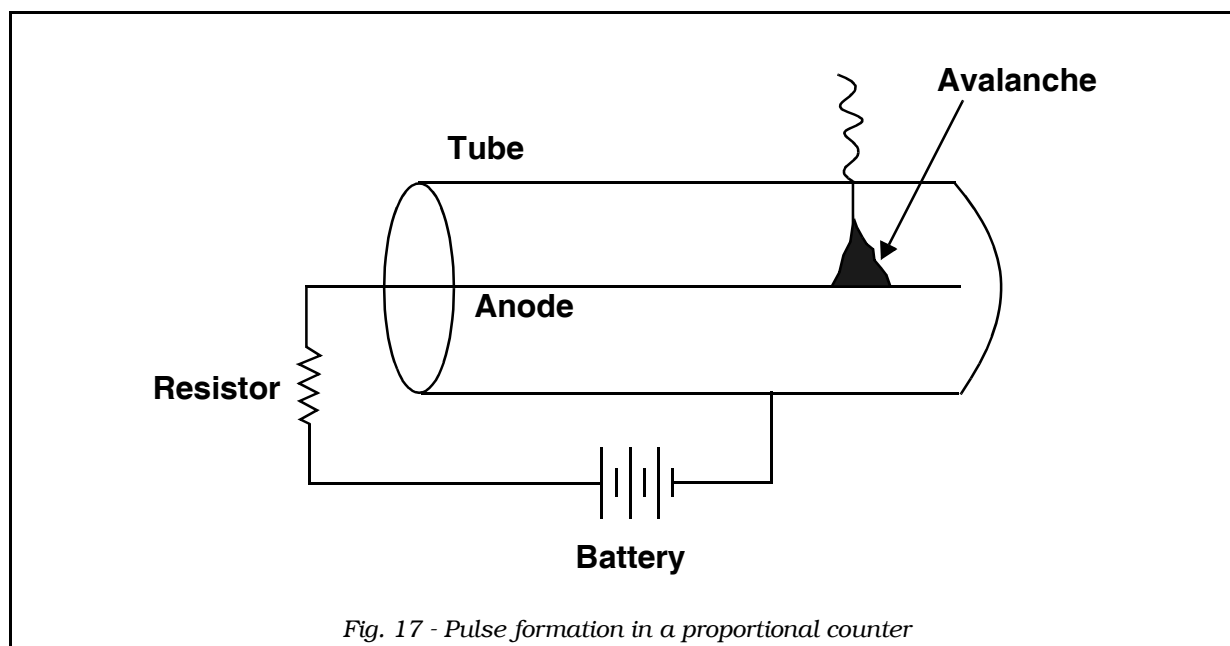 Avalanche
Tube
Anode
Resistor
Battery
Fig. 17 - Pulse formation in a proportional counter